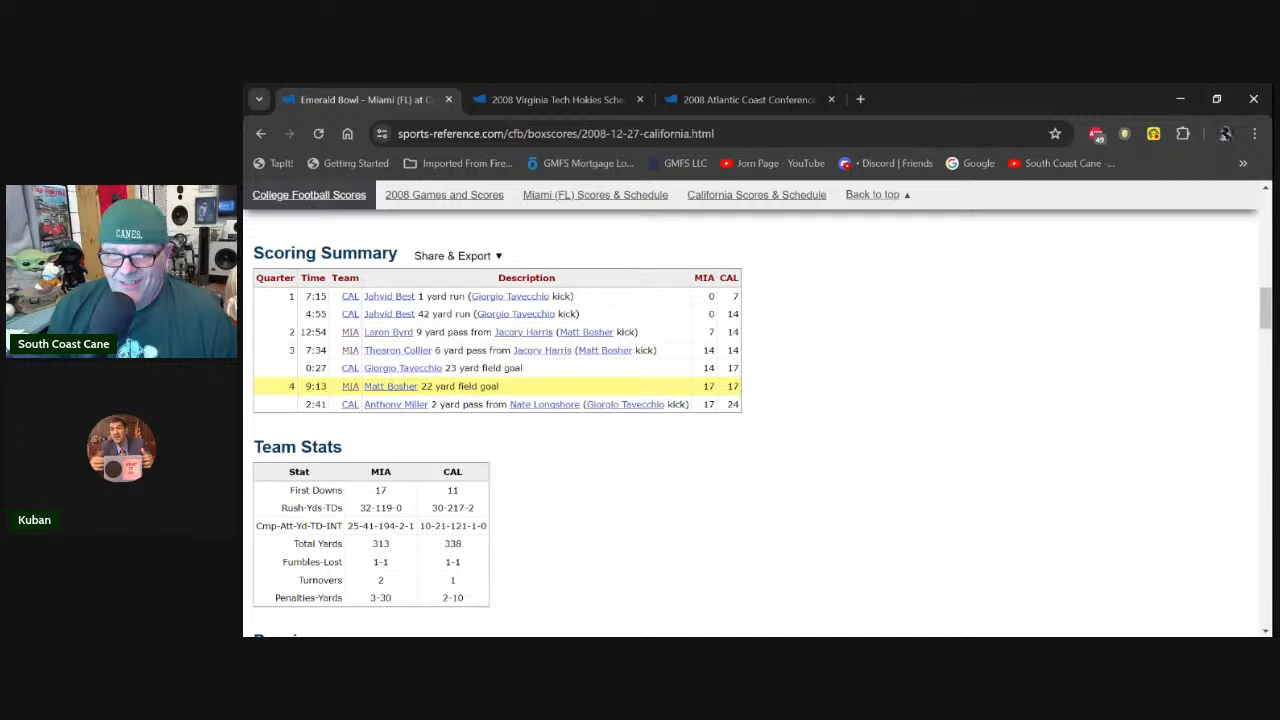 Emerald Bowl - Miami (FL) at C
2008 Virginia Tech Hokies Sche
2008 Atlantic Coast Conference
sports-reference.com/cfb/boxscores/2008-12-27-california.html
49
TapIt!
Getting Started
Imported From Fire...
GMFS Mortgage Lo...
GMFS LLC
Join Page - YouTube
• Discord | Friends
Google
South Coast Cane -...
College Football Scores
2008 Games and Scores
Miami (FL) Scores & Schedule
California Scores & Schedule
Back to top ▲
CANES.
South Coast Cane
Kuban
Scoring Summary Share & Export ▼
Quarter Time Team Description MIA CAL
1 7:15 CAL Jahvid Best 1 yard run (Giorgio Tavecchio kick) 0 7
4:55 CAL Jahvid Best 42 yard run (Giorgio Tavecchio kick) 0 14
2 12:54 MIA Laron Byrd 9 yard pass from Jacory Harris (Matt Bosher kick) 7 14
3 7:34 MIA Thearon Collier 6 yard pass from Jacory Harris (Matt Bosher kick) 14 14
0:27 CAL Giorgio Tavecchio 23 yard field goal 14 17
4 9:13 MIA Matt Bosher 22 yard field goal 17 17
2:41 CAL Anthony Miller 2 yard pass from Nate Longshore (Giorgio Tavecchio kick) 17 24
Team Stats
Stat MIA CAL
First Downs 17 11
Rush-Yds-TDs 32-119-0 30-217-2
Cmp-Att-Yd-TD-INT 25-41-194-2-1 10-21-121-1-0
Total Yards 313 338
Fumbles-Lost 1-1 1-1
Turnovers 2 1
Penalties-Yards 3-30 2-10